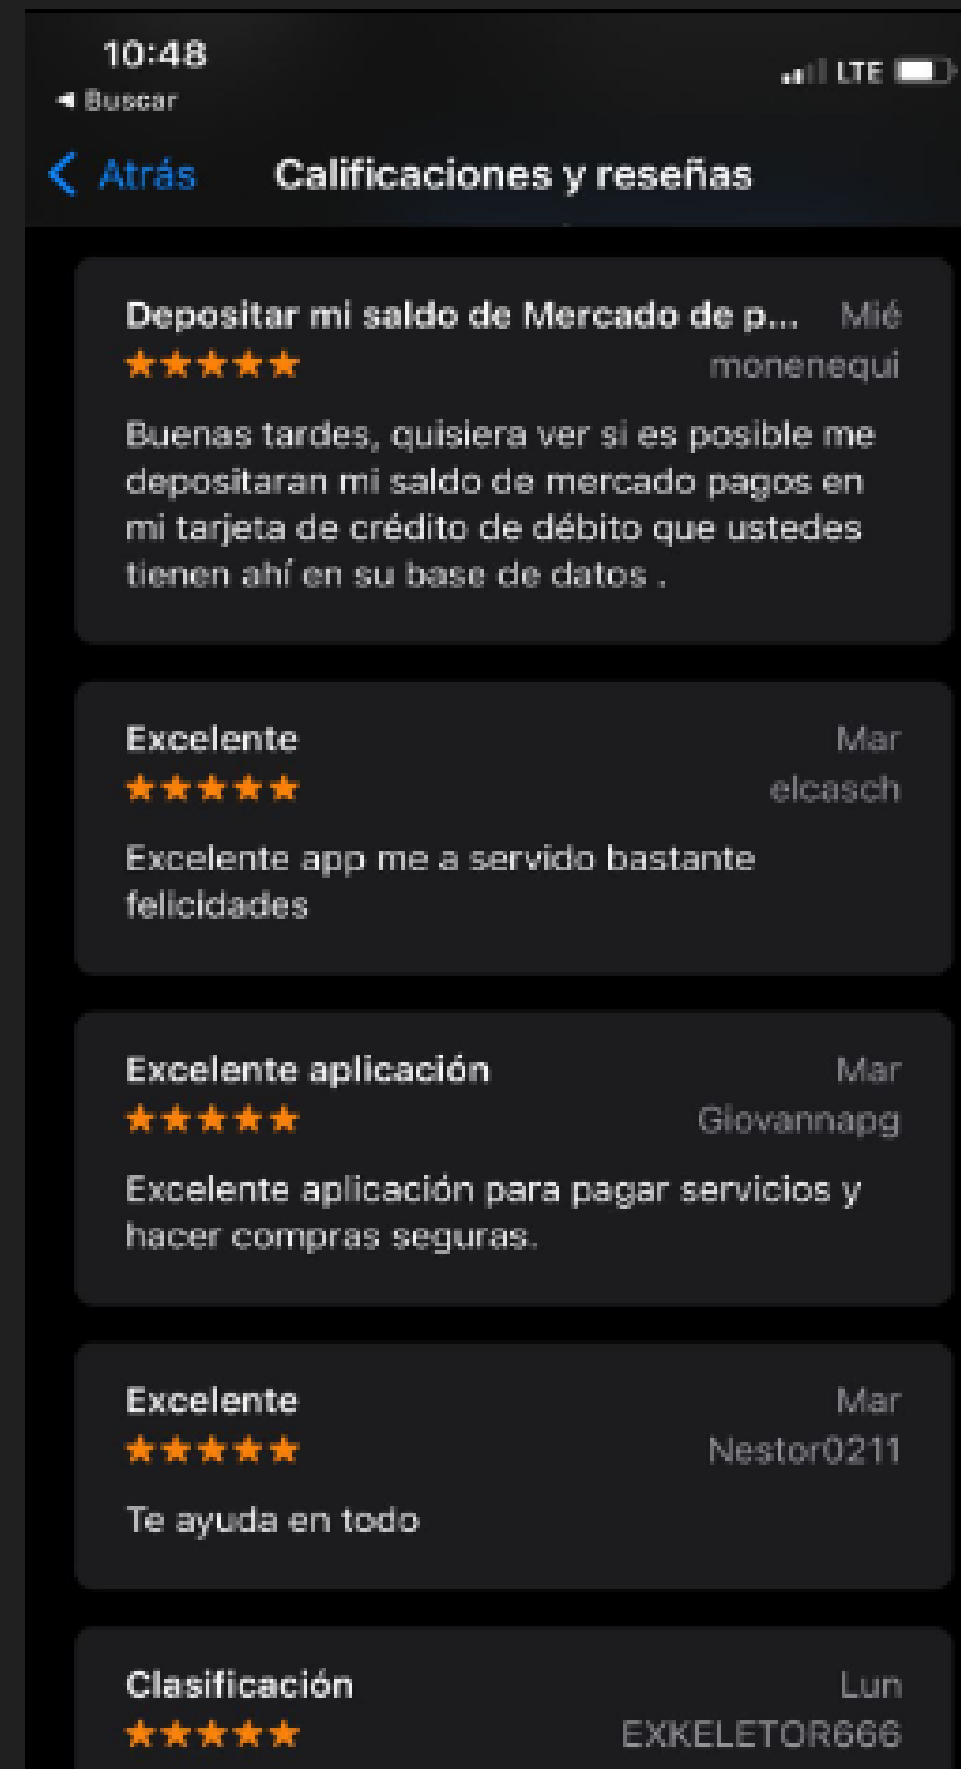 10:48
LTE
Buscar
Atrás
Calificaciones y reseñas
Depositar mi saldo de Mercado de p... Mié
monenequi
Buenas tardes, quisiera ver si es posible me
depositaran mi saldo de mercado pagos en
mi tarjeta de crédito de débito que ustedes
tienen ahí en su base de datos .
Excelente Mar
elcasch
Excelente app me a servido bastante
felicidades
Excelente aplicación Mar
Giovannapg
Excelente aplicación para pagar servicios y
hacer compras seguras.
Excelente Mar
Nestor0211
Te ayuda en todo
Clasificación Lun
EXKELETOR666